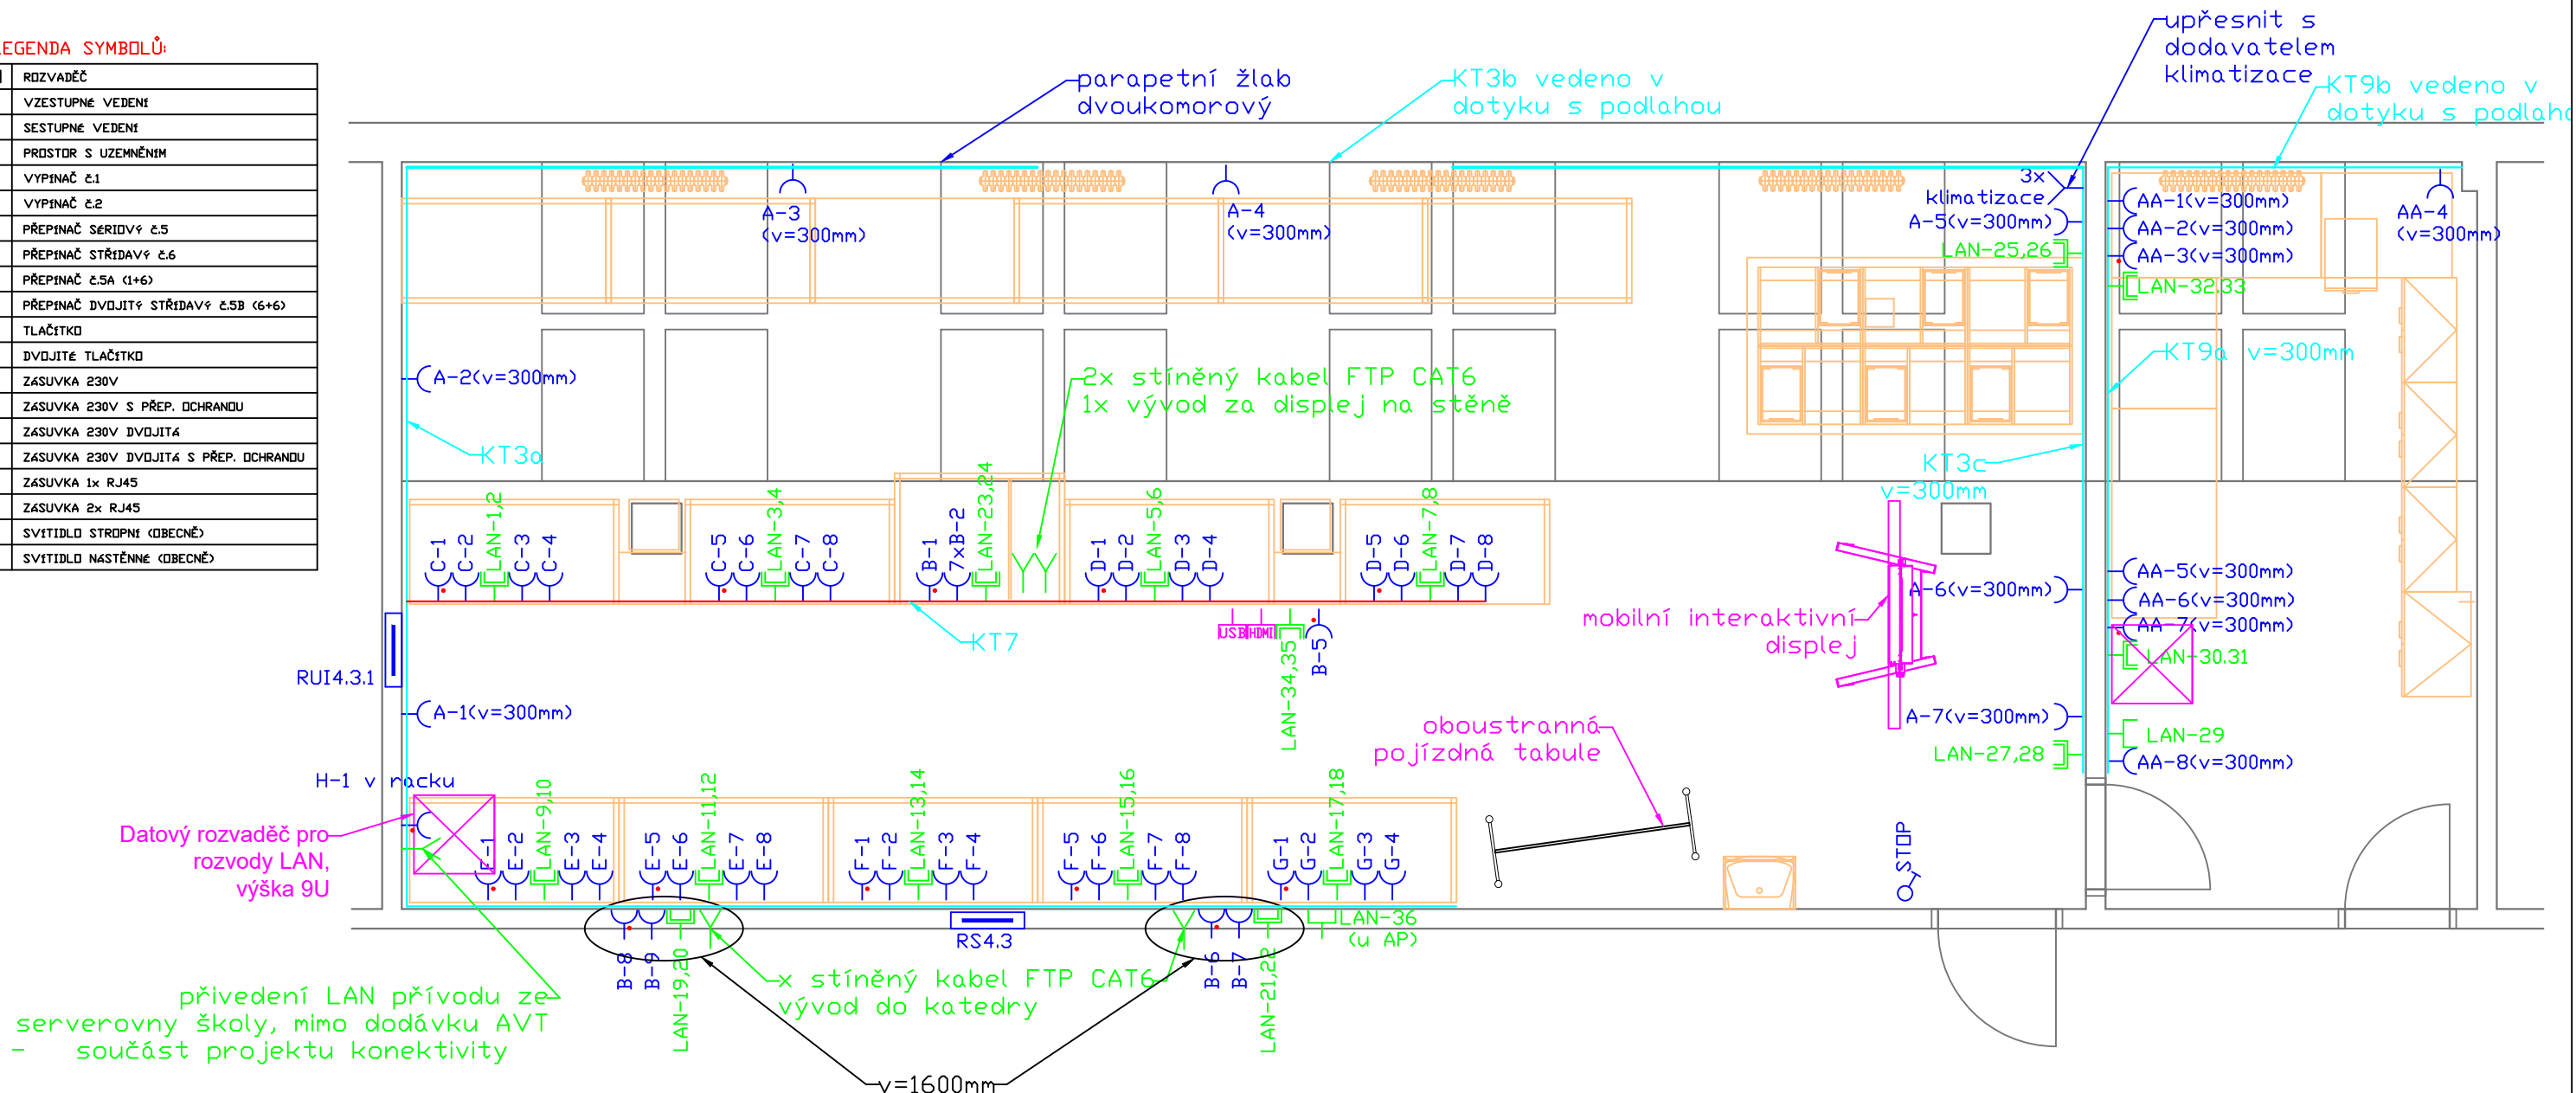 LEGENDA SYMBOLŮ:
ROZVADĚČ
VZESTUPNÉ VEDENÍ
SESTUPNÉ VEDENÍ
PROSTOR S UZEMNĚNÍM
VYPÍNAČ č.1
VYPÍNAČ č.2
PŘEPÍNAČ SÉRIOVÝ č.5
PŘEPÍNAČ STŘÍDAVÝ č.6
PŘEPÍNAČ č.5A (1+6)
PŘEPÍNAČ DVOJITÝ STŘÍDAVÝ č.5B (6+6)
TLAČÍTKO
DVOJITÉ TLAČÍTKO
ZÁSUVKA 230V
ZÁSUVKA 230V S PŘEP. OCHRANOU
ZÁSUVKA 230V DVOJITÁ
ZÁSUVKA 230V DVOJITÁ S PŘEP. OCHRANOU
ZÁSUVKA 1x RJ45
ZÁSUVKA 2x RJ45
SVÍTIDLO STROPNÍ (OBECNĚ)
SVÍTIDLO NÁSTĚNNÉ (OBECNĚ)
parapetní žlab
dvoukomorový
KT3b vedeno v
dotyku s podlahou
upřesnit s
dodavatelem
klimatizace
KT9b vedeno v
dotyku s podlaho
A-3
(v=300mm)
A-4
(v=300mm)
3x
klimatizace
A-5(v=300mm)
LAN-25,26
AA-1(v=300mm)
AA-2(v=300mm)
AA-3(v=300mm)
LAN-32.33
AA-4
(v=300mm)
A-2(v=300mm)
KT3a
2x stíněný kabel FTP CAT6
1x vývod za displej na stěně
KT9a v=300mm
KT3c
v=300mm
C-1
C-2
LAN-1,2
C-3
C-4
C-5
C-6
LAN-3,4
C-7
C-8
B-1
7xB-2
LAN-23,24
D-1
D-2
LAN-5,6
D-3
D-4
D-5
D-6
LAN-7,8
D-7
D-8
KT7
USB
HDMI
LAN-34,35
B-5
mobilní interaktivní
displej
A-6(v=300mm)
AA-5(v=300mm)
AA-6(v=300mm)
AA-7(v=300mm)
LAN-30.31
RUI4.3.1
A-1(v=300mm)
oboustranná
pojízdná tabule
A-7(v=300mm)
LAN-27,28
LAN-29
AA-8(v=300mm)
H-1 v racku
Datový rozvaděč pro
rozvody LAN,
výška 9U
E-1
E-2
LAN-9,10
E-3
E-4
E-5
E-6
LAN-11,12
E-7
E-8
F-1
F-2
LAN-13,14
F-3
F-4
F-5
F-6
LAN-15,16
F-7
F-8
G-1
G-2
LAN-17,18
G-3
G-4
STOP
B-8
B-9
LAN-19,20
RS4.3
B-6
B-7
LAN-21,22
LAN-36
(u AP)
x stíněný kabel FTP CAT6
vývod do katedry
přivedení LAN přívodu ze
serverovny školy, mimo dodávku AVT
- součást projektu konektivity
v=1600mm